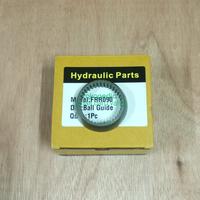 Hydraulic Parts
Model:FRR090
Ball Guide
1Pc